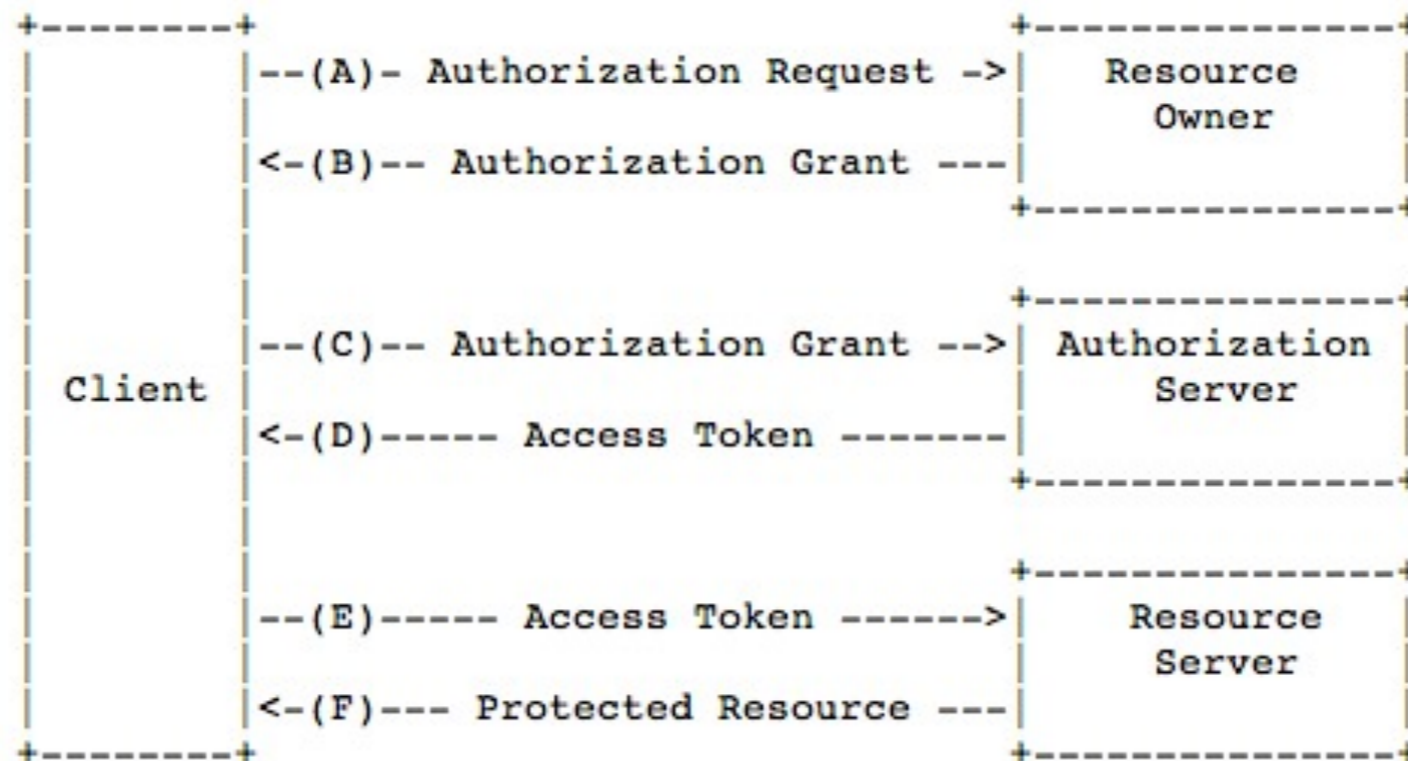 +--------+                               +---------------+
|        |--(A)- Authorization Request ->|   Resource    |
|        |                               |     Owner     |
|        |<-(B)-- Authorization Grant ---|               |
|        |                               +---------------+
|        |
|        |                               +---------------+
|        |--(C)-- Authorization Grant -->| Authorization |
| Client |                               |     Server    |
|        |<-(D)----- Access Token -------|               |
|        |                               +---------------+
|        |
|        |                               +---------------+
|        |--(E)----- Access Token ------>|    Resource   |
|        |                               |     Server    |
|        |<-(F)--- Protected Resource ---|               |
+--------+                               +---------------+